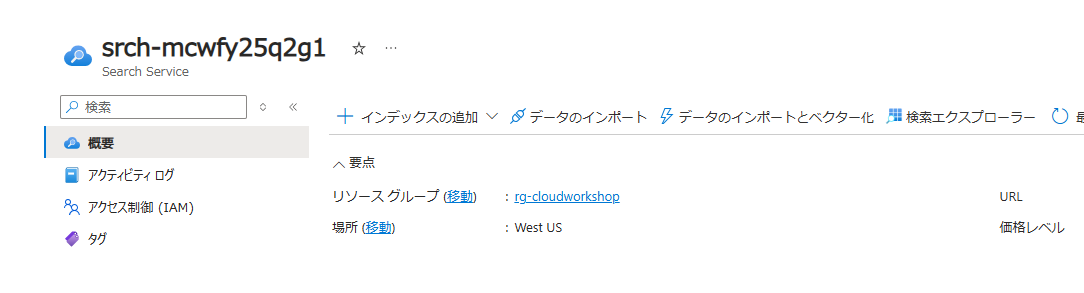 srch-mcwfy25q2g1
Search Service
検索
インデックスの追加 データのインポート データのインポートとベクター化 検索エクスプローラー 最
概要
要点
アクティビティ ログ
リソース グループ (移動) : rg-cloudworkshop URL
アクセス制御 (IAM)
場所 (移動) : West US 価格レベル
タグ